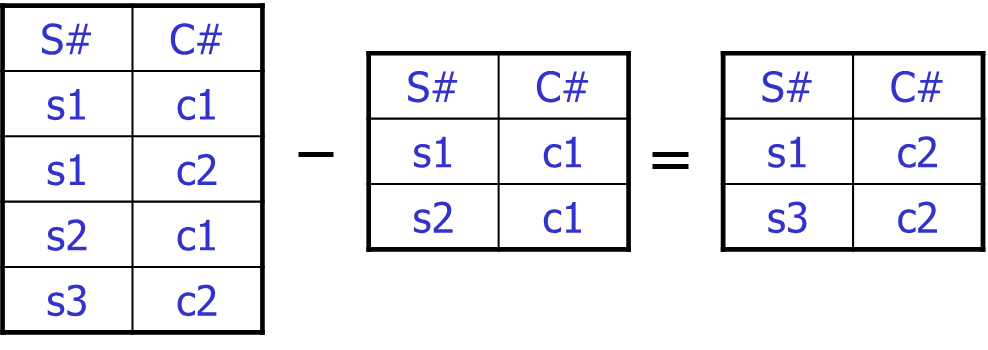 S# C#
s1 c1
s1 c2
s2 c1
s3 c2
−
S# C#
s1 c1
s2 c1
=
S# C#
s1 c2
s3 c2